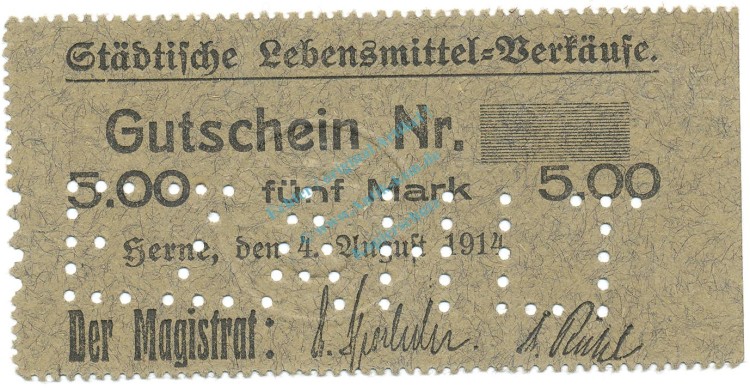 Städtische Lebensmittel=Verkäufe.
Gutschein Nr.
5.00 fünf Mark 5.00
Herne, den 4. August 1914
Der Magistrat: